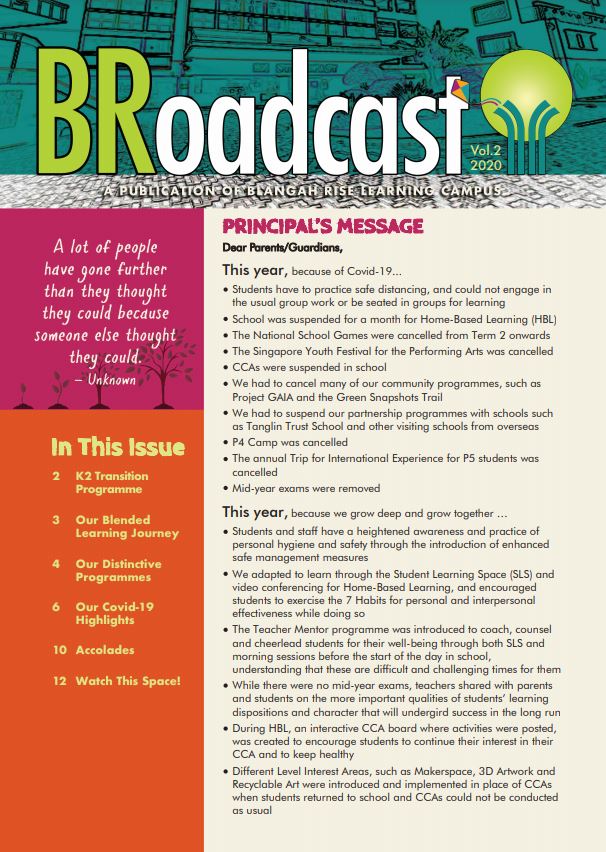 BRoadcast
Vol.2
2020
A PUBLICATION OF BLANGAH RISE LEARNING CAMPUS
A lot of people
have gone further
than they thought
they could because
someone else thought
they could.
– Unknown
In This Issue
2 K2 Transition
Programme
3 Our Blended
Learning Journey
4 Our Distinctive
Programmes
6 Our Covid-19
Highlights
10 Accolades
12 Watch This Space!
PRINCIPAL'S MESSAGE
Dear Parents/Guardians,
This year, because of Covid-19...
• Students have to practice safe distancing, and could not engage in
the usual group work or be seated in groups for learning
• School was suspended for a month for Home-Based Learning (HBL)
• The National School Games were cancelled from Term 2 onwards
• The Singapore Youth Festival for the Performing Arts was cancelled
• CCAs were suspended in school
• We had to cancel many of our community programmes, such as
Project GAIA and the Green Snapshots Trail
• We had to suspend our partnership programmes with schools such
as Tanglin Trust School and other visiting schools from overseas
• P4 Camp was cancelled
• The annual Trip for International Experience for P5 students was
cancelled
• Mid-year exams were removed
This year, because we grow deep and grow together ...
• Students and staff have a heightened awareness and practice of
personal hygiene and safety through the introduction of enhanced
safe management measures
• We adapted to learn through the Student Learning Space (SLS) and
video conferencing for Home-Based Learning, and encouraged
students to exercise the 7 Habits for personal and interpersonal
effectiveness while doing so
• The Teacher Mentor programme was introduced to coach, counsel
and cheerlead students for their well-being through both SLS and
morning sessions before the start of the day in school,
understanding that these are difficult and challenging times for them
• While there were no mid-year exams, teachers shared with parents
and students on the more important qualities of students' learning
dispositions and character that will undergird success in the long run
• During HBL, an interactive CCA board where activities were posted,
was created to encourage students to continue their interest in their
CCA and to keep healthy
• Different Level Interest Areas, such as Makerspace, 3D Artwork and
Recyclable Art were introduced and implemented in place of CCAs
when students returned to school and CCAs could not be conducted
as usual